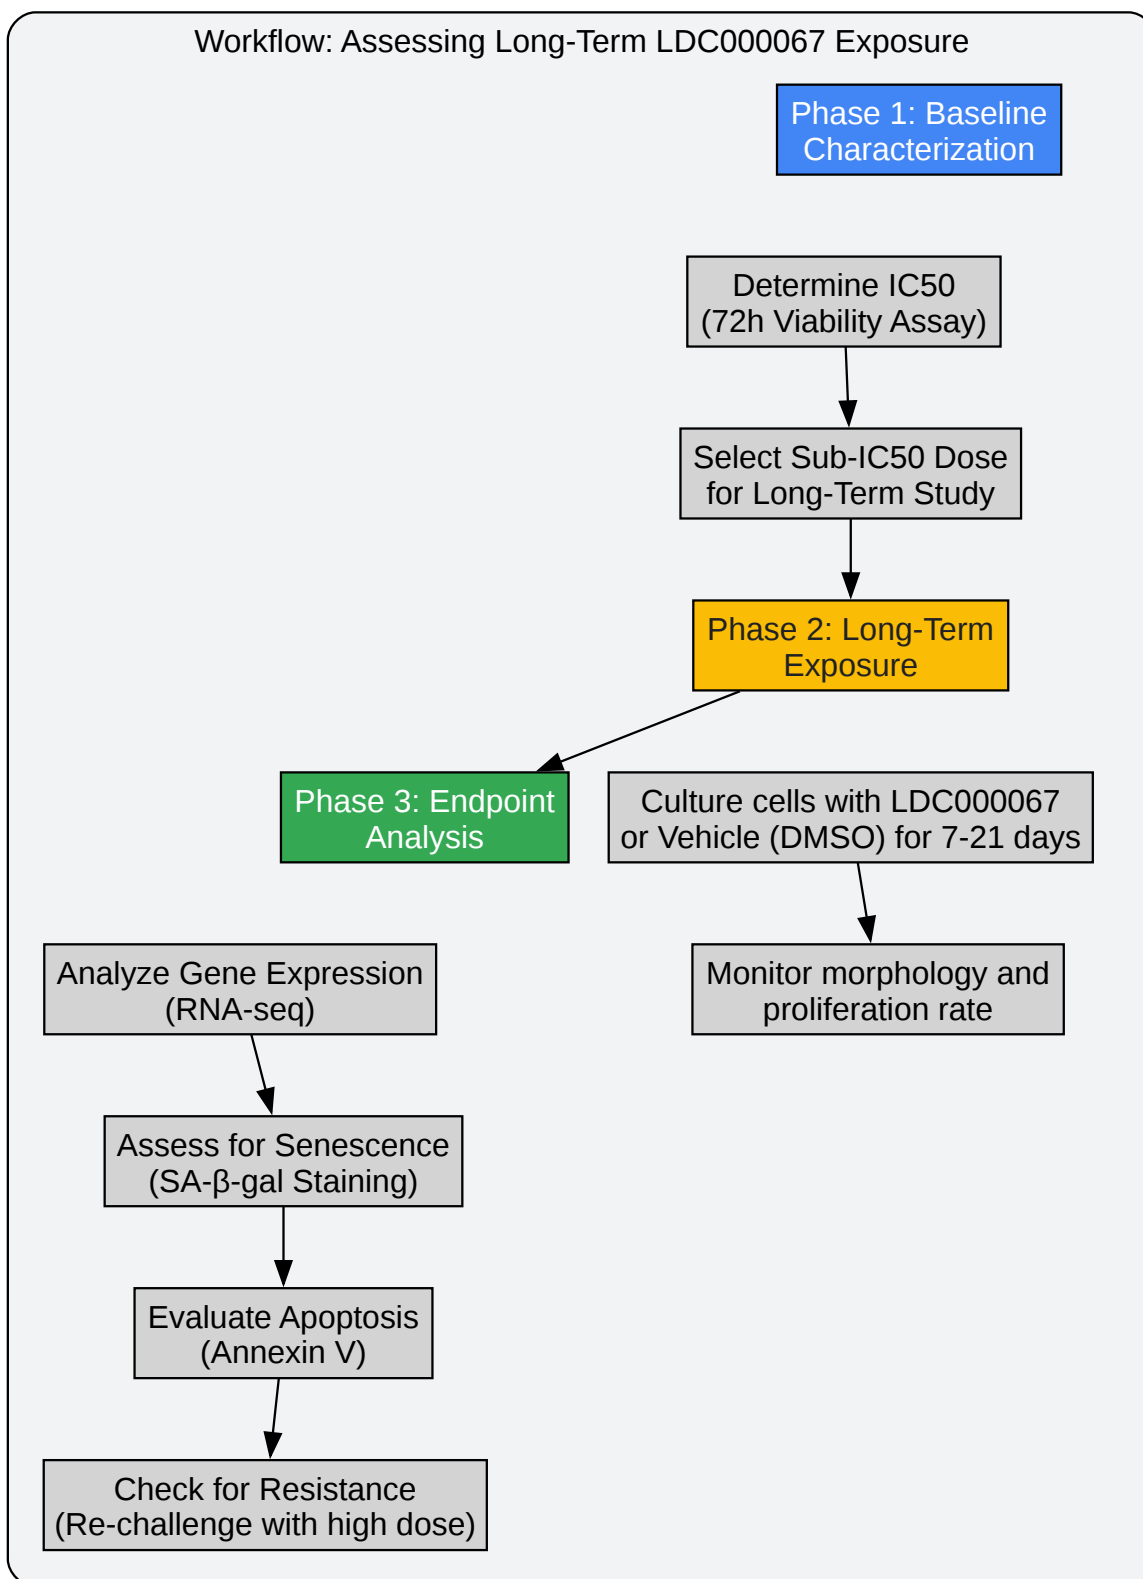 Workflow: Assessing Long-Term LDC000067 Exposure
Phase 1: Baseline
Characterization
Determine IC50
(72h Viability Assay)
Select Sub-IC50 Dose
for Long-Term Study
Phase 2: Long-Term
Exposure
Phase 3: Endpoint
Analysis
Culture cells with LDC000067
or Vehicle (DMSO) for 7-21 days
Analyze Gene Expression
(RNA-seq)
Monitor morphology and
proliferation rate
Assess for Senescence
(SA-β-gal Staining)
Evaluate Apoptosis
(Annexin V)
Check for Resistance
(Re-challenge with high dose)